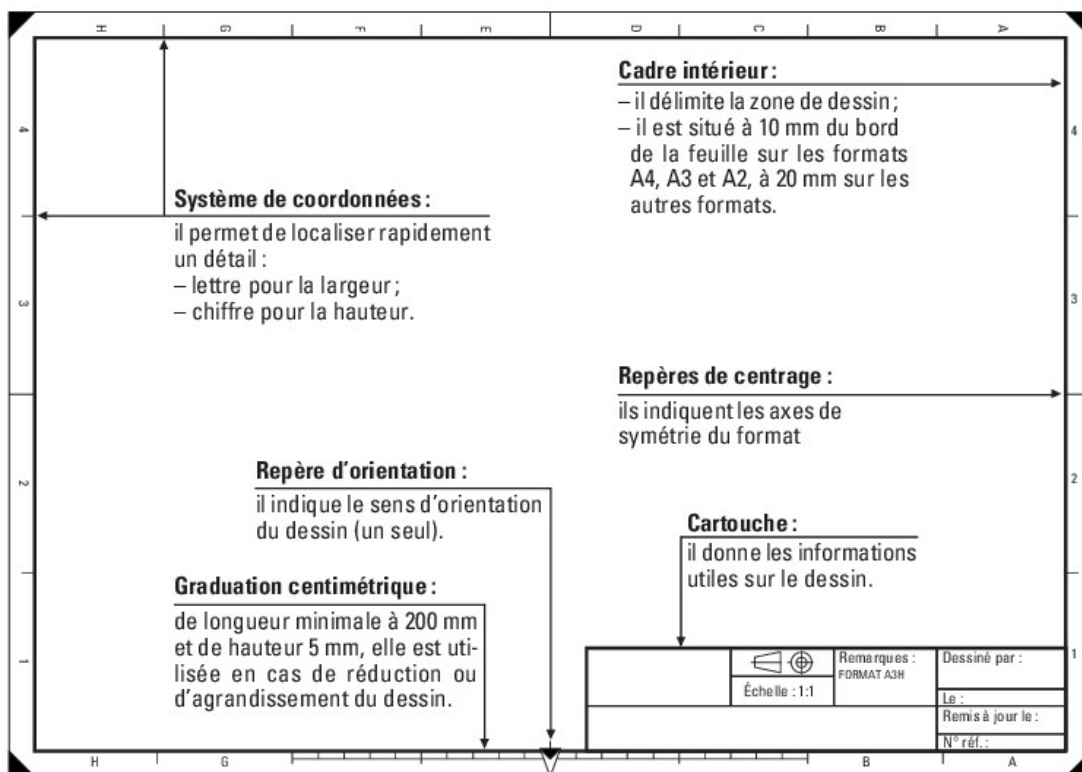 H G F E D C B A
Cadre intérieur :
– il délimite la zone de dessin ;
– il est situé à 10 mm du bord
de la feuille sur les formats
A4, A3 et A2, à 20 mm sur les
autres formats.
4 4
Système de coordonnées :
il permet de localiser rapidement
un détail :
– lettre pour la largeur ;
– chiffre pour la hauteur.
3 3
Repères de centrage :
ils indiquent les axes de
symétrie du format
Repère d'orientation :
il indique le sens d'orientation
du dessin (un seul).
2 2
Cartouche :
il donne les informations
utiles sur le dessin.
Graduation centimétrique :
de longueur minimale à 200 mm
et de hauteur 5 mm, elle est uti-
lisée en cas de réduction ou
d'agrandissement du dessin.
1 1
Échelle : 1:1
Remarques :
FORMAT A3H
Dessiné par :
Le :
Remis à jour le :
N° réf. :
H G B A